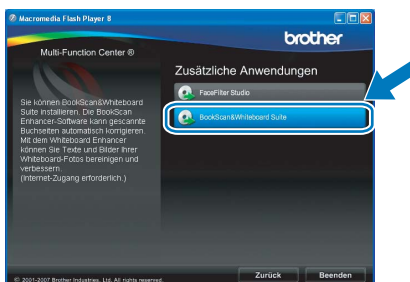 Macromedia Flash Player 8
brother
Multi-Function Center ®
Zusätzliche Anwendungen
FaceFilter Studio
BookScan&Whiteboard Suite
Sie können BookScan&Whiteboard
Suite installieren. Die BookScan
Enhancer-Software kann gescannte
Buchseiten automatisch korrigieren.
Mit dem Whiteboard Enhancer
können Sie Texte und Bilder Ihrer
Whiteboard-Fotos bereinigen und
verbessern.
(Internet-Zugang erforderlich.)
© 2001-2007 Brother Industries, Ltd. All rights reserved.
Zurück
Beenden